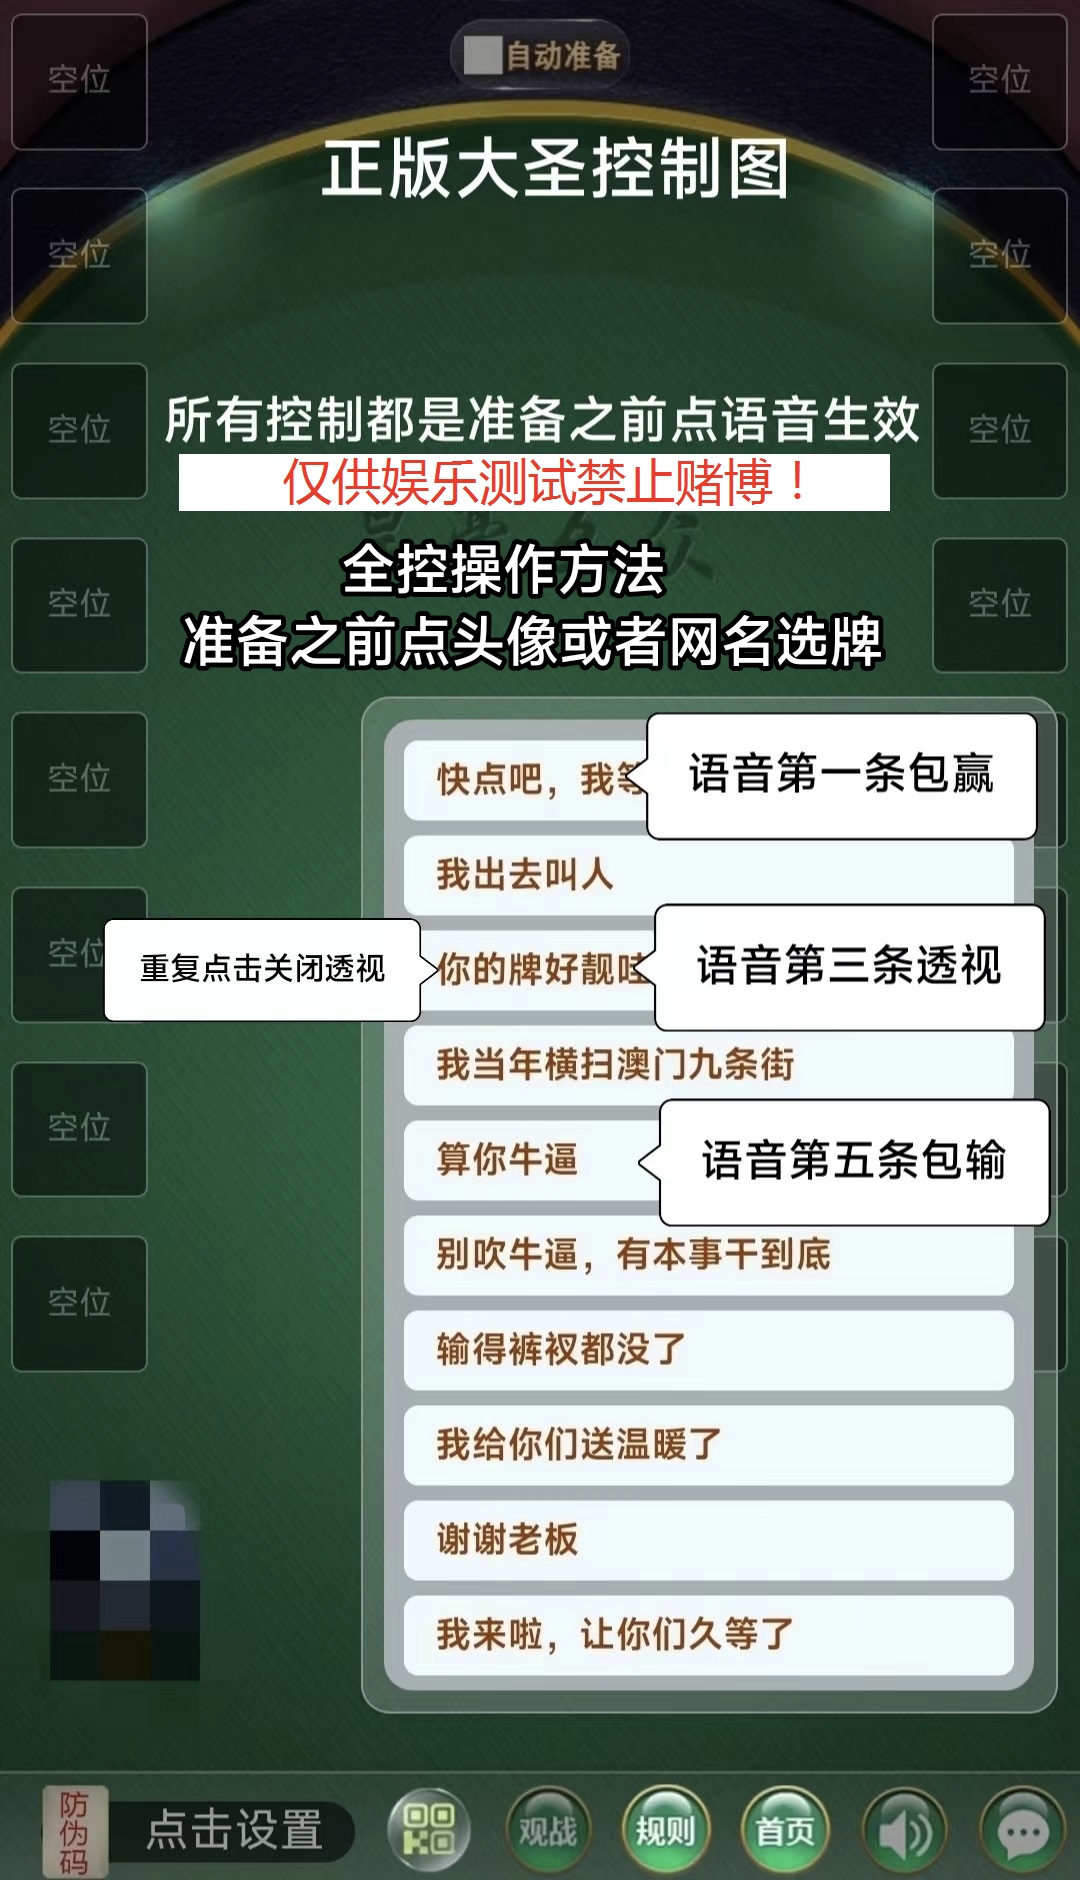 自动准备
空位
空位
正版大圣控制图
空位
空位
空位
空位
所有控制都是准备之前点语音生效
仅供娱乐测试禁止赌博！
全控操作方法
空位
空位
准备之前点头像或者网名选牌
空位
快点吧，我等
语音第一条包赢
我出去叫人
空位
重复点击关闭透视
你的牌好靓哇
语音第三条透视
我当年横扫澳门九条街
空位
算你牛逼
语音第五条包输
别吹牛逼，有本事干到底
空位
输得裤衩都没了
我给你们送温暖了
谢谢老板
我来啦，让你们久等了
防伪码
点击设置
观战
规则
首页